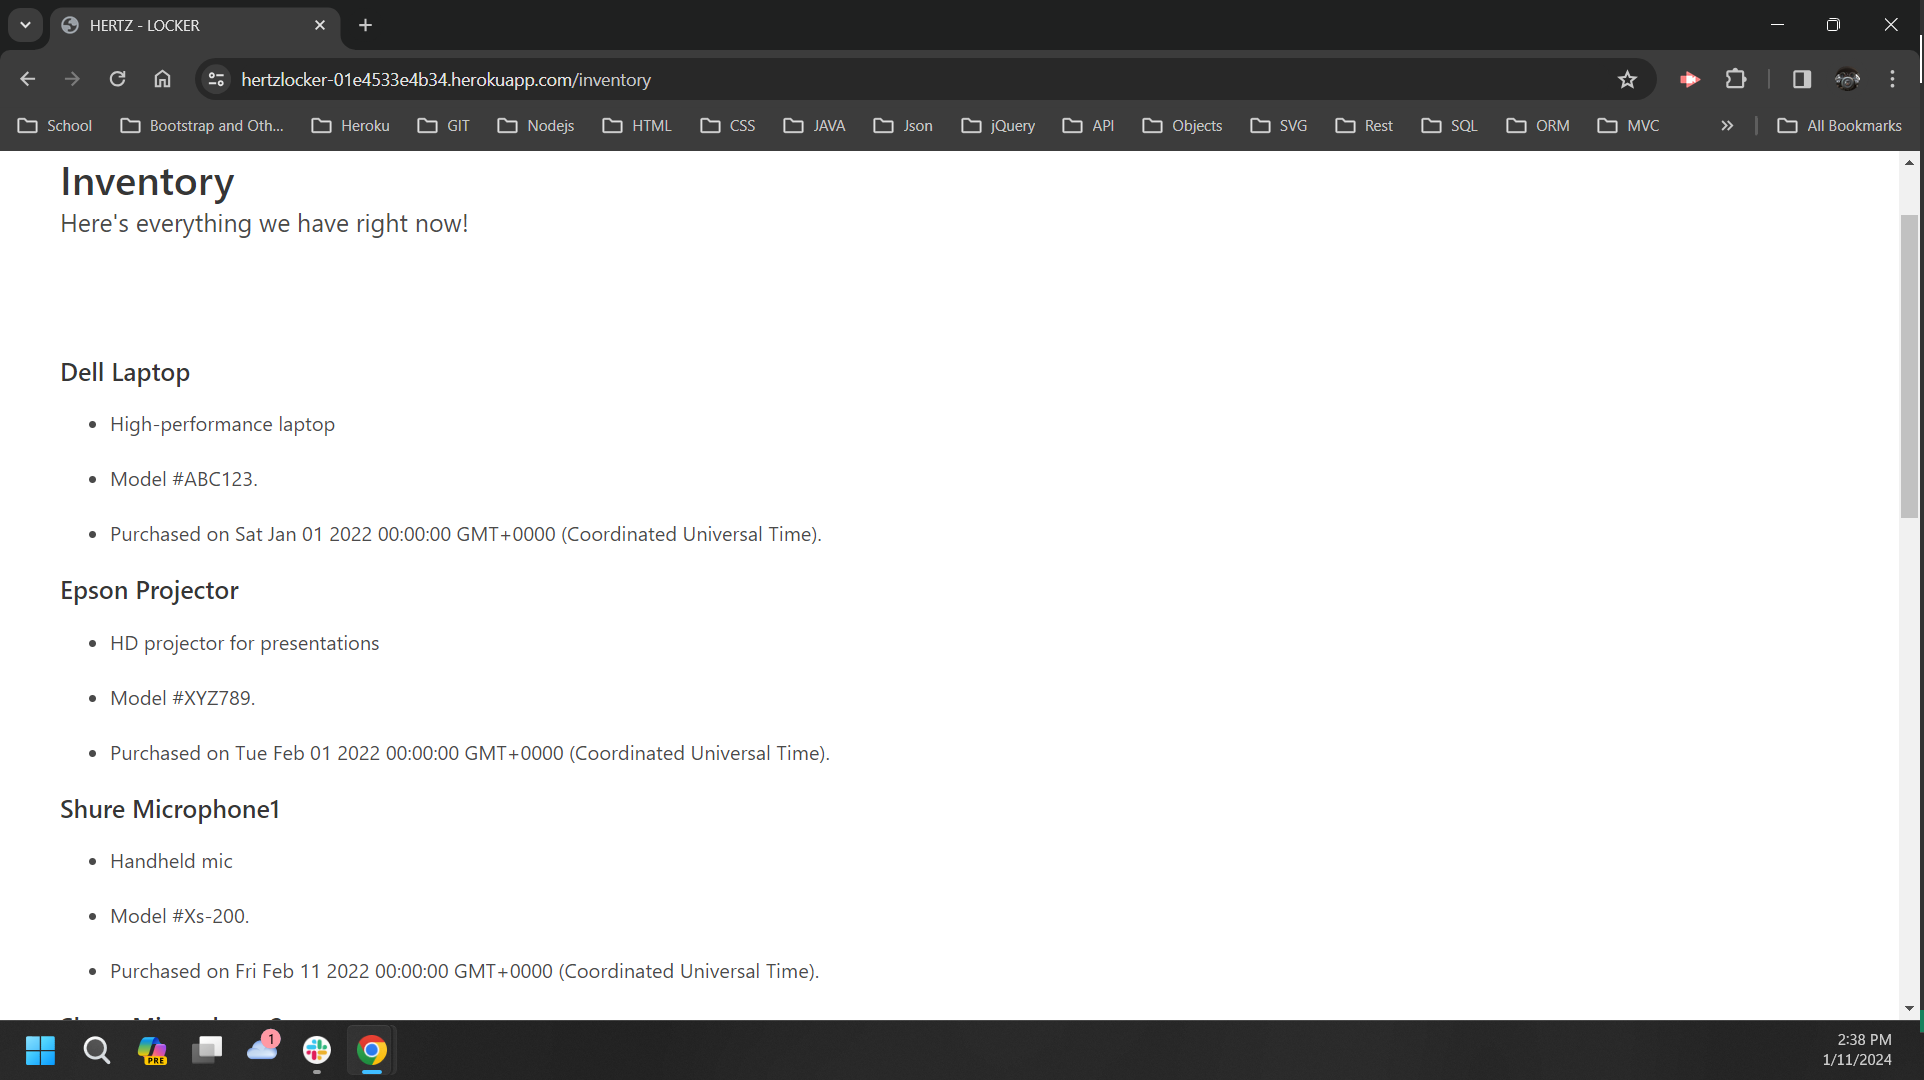 HERTZ - LOCKER
hertzlocker-01e4533e4b34.herokuapp.com/inventory
School Bootstrap and Oth... Heroku GIT Nodejs HTML CSS JAVA Json jQuery API Objects SVG Rest SQL ORM MVC All Bookmarks
Inventory
Here's everything we have right now!
Dell Laptop
High-performance laptop
Model #ABC123.
Purchased on Sat Jan 01 2022 00:00:00 GMT+0000 (Coordinated Universal Time).
Epson Projector
HD projector for presentations
Model #XYZ789.
Purchased on Tue Feb 01 2022 00:00:00 GMT+0000 (Coordinated Universal Time).
Shure Microphone1
Handheld mic
Model #Xs-200.
Purchased on Fri Feb 11 2022 00:00:00 GMT+0000 (Coordinated Universal Time).
PRE
1
2:38 PM
1/11/2024